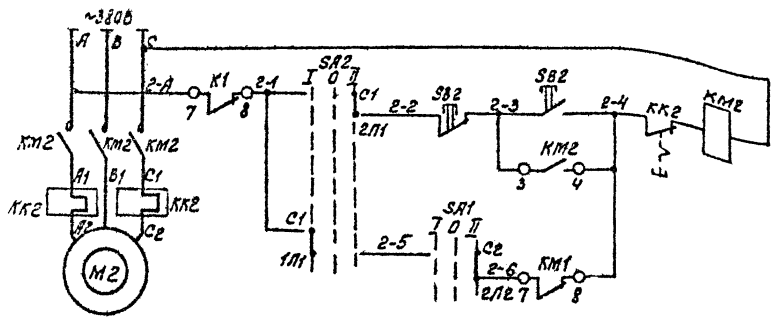 ~380В
А В С
SA2
I O II
2-А К1 2-1
7 8
С1
2-2
2П1
SB2
2-3
SB2
2-4
КК2
КМ2
КМ2 КМ2 КМ2
КМ2
3 4
А1 В1 С1
КК2 КК2
А2 С2
М2
С1
1П1
2-5
SA1
I O II
С2
2-6
2П2
7
КМ1
8